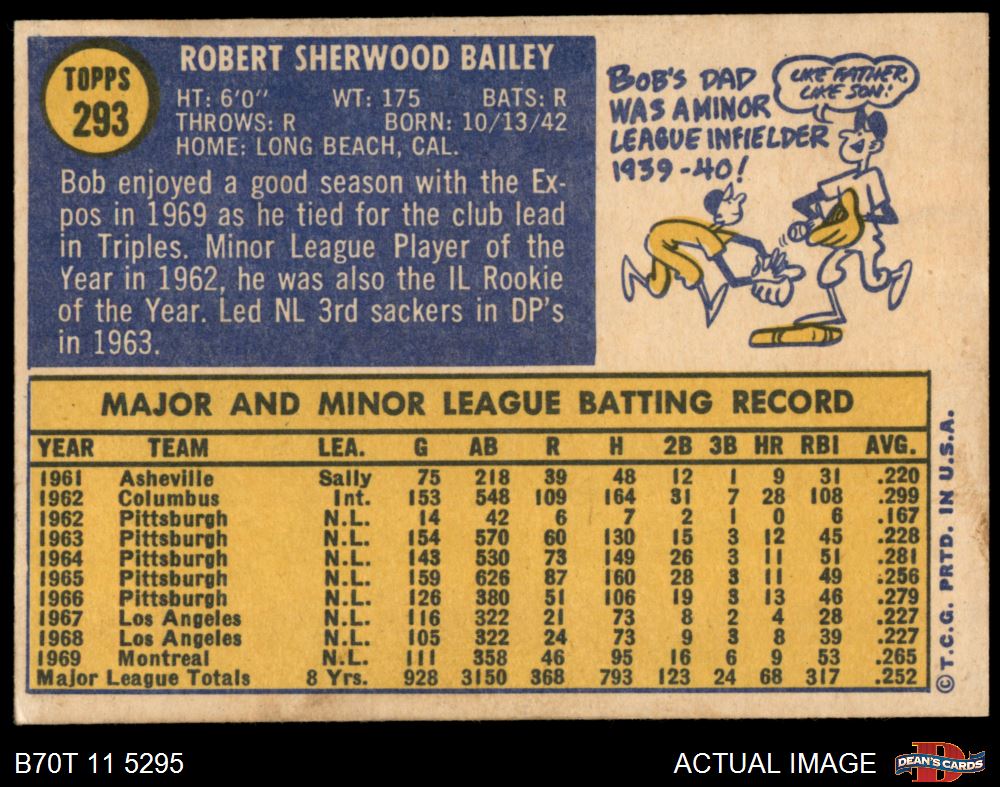 TOPPS
293
ROBERT SHERWOOD BAILEY
HT: 6'0" WT: 175 BATS: R
THROWS: R BORN: 10/13/42
HOME: LONG BEACH, CAL.
Bob enjoyed a good season with the Ex-
pos in 1969 as he tied for the club lead
in Triples. Minor League Player of the
Year in 1962, he was also the IL Rookie
of the Year. Led NL 3rd sackers in DP's
in 1963.
BOB'S DAD
WAS A MINOR
LEAGUE INFIELDER
1939-40!
LIKE FATHER,
LIKE SON!
MAJOR AND MINOR LEAGUE BATTING RECORD
YEAR TEAM LEA. G AB R H 2B 3B HR RBI AVG.
1961 Asheville Sally 75 218 39 48 12 1 9 31 .220
1962 Columbus Int. 153 548 109 164 31 7 28 108 .299
1962 Pittsburgh N.L. 14 42 6 7 2 1 0 6 .167
1963 Pittsburgh N.L. 154 570 60 130 15 3 12 45 .228
1964 Pittsburgh N.L. 143 530 73 149 26 3 11 51 .281
1965 Pittsburgh N.L. 159 626 87 160 28 3 11 49 .256
1966 Pittsburgh N.L. 126 380 51 106 19 3 13 46 .279
1967 Los Angeles N.L. 116 322 21 73 8 2 4 28 .227
1968 Los Angeles N.L. 105 322 24 73 9 3 8 39 .227
1969 Montreal N.L. 111 358 46 95 16 6 9 53 .265
Major League Totals 8 Yrs. 928 3150 368 793 123 24 68 317 .252
© T.C.G. PRTD. IN U.S.A.
B70T 11 5295
ACTUAL IMAGE
D
DEAN'S CARDS